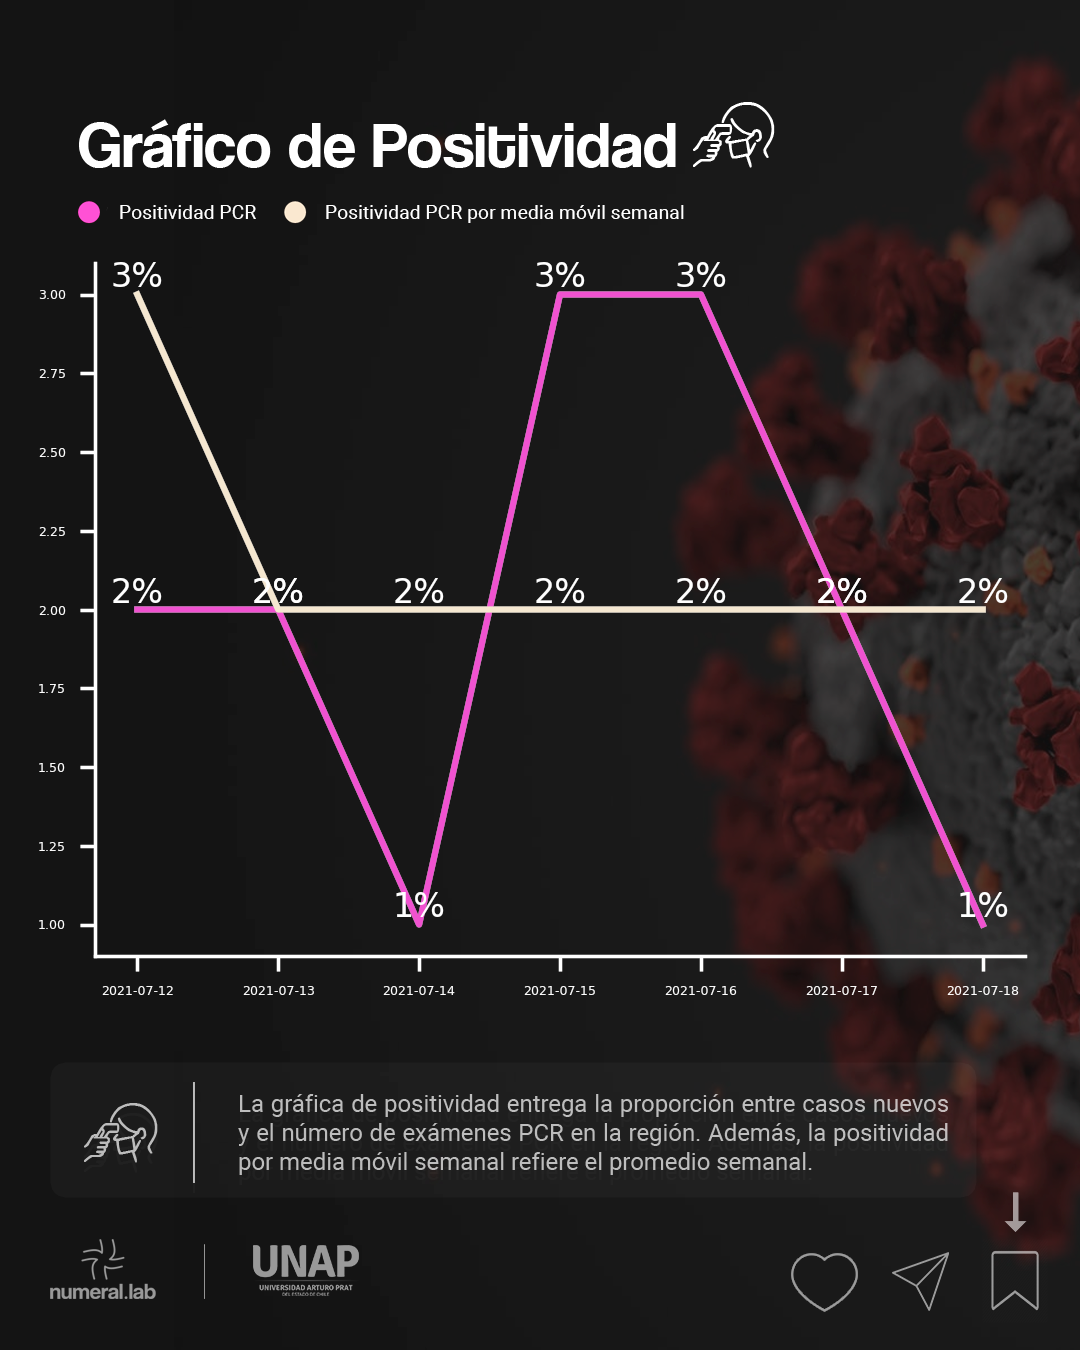 Gráfico de Positividad
Positividad PCR
Positividad PCR por media móvil semanal
3% 3% 3%
3.00
2.75
2.50
2.25
2% 2% 2% 2% 2% 2% 2%
2.00
1.75
1.50
1.25
1% 1%
1.00
2021-07-12 2021-07-13 2021-07-14 2021-07-15 2021-07-16 2021-07-17 2021-07-18
La gráfica de positividad entrega la proporción entre casos nuevos
y el número de exámenes PCR en la región. Además, la positividad
por media móvil semanal refiere el promedio semanal.
numeral.lab
UNAP
UNIVERSIDAD ARTURO PRAT
DEL ESTADO DE CHILE